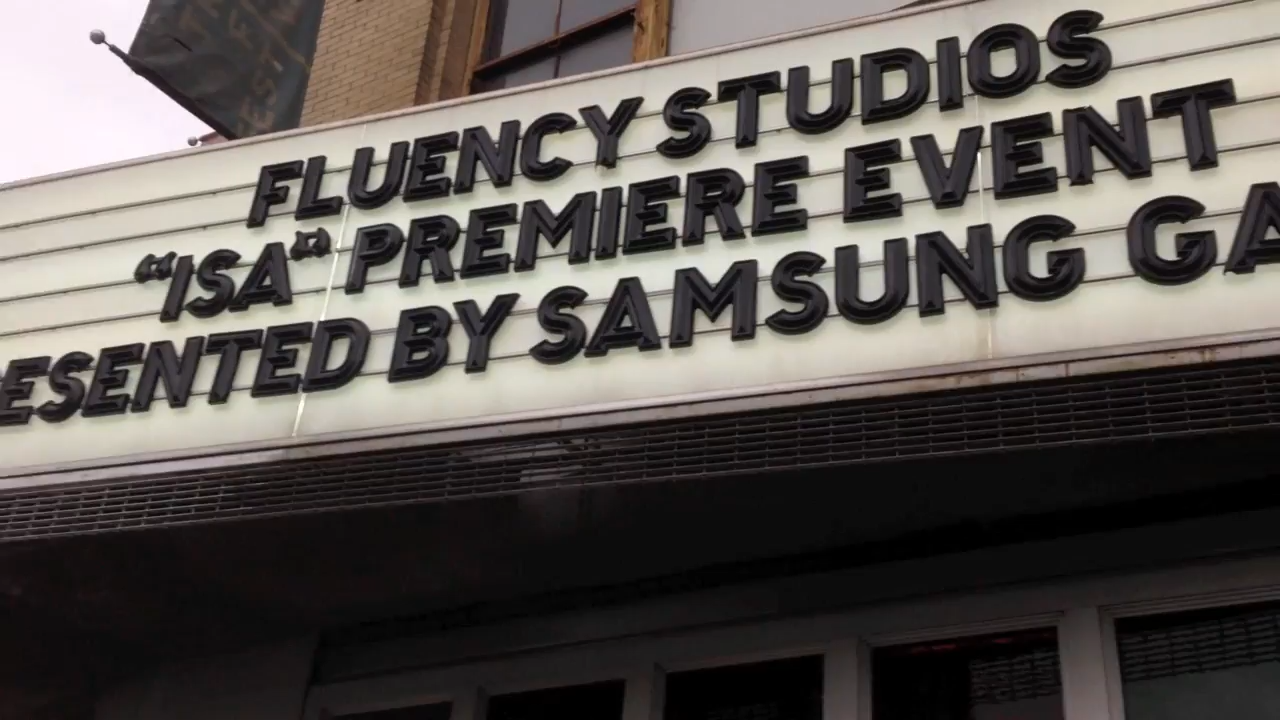 FLUENCY STUDIOS
"ISA" PREMIERE EVENT
ESENTED BY SAMSUNG GA